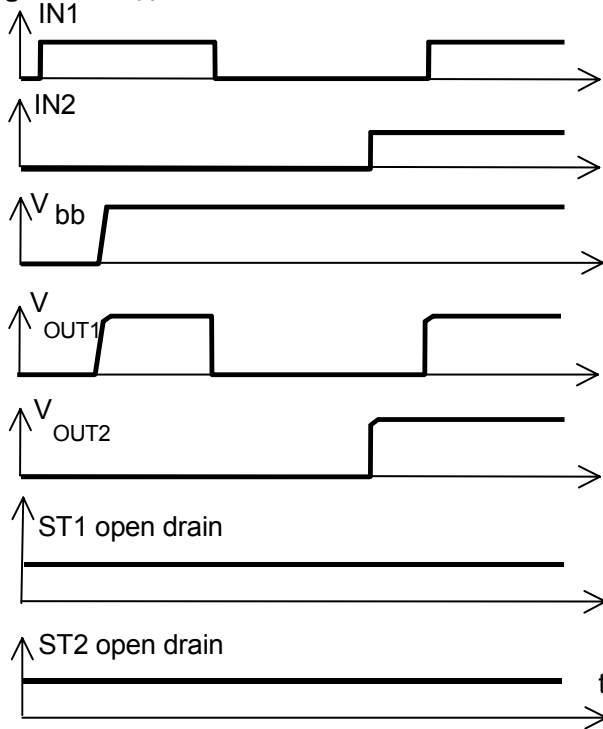 IN1
IN2
V bb
V OUT1
V OUT2
ST1 open drain
ST2 open drain
t